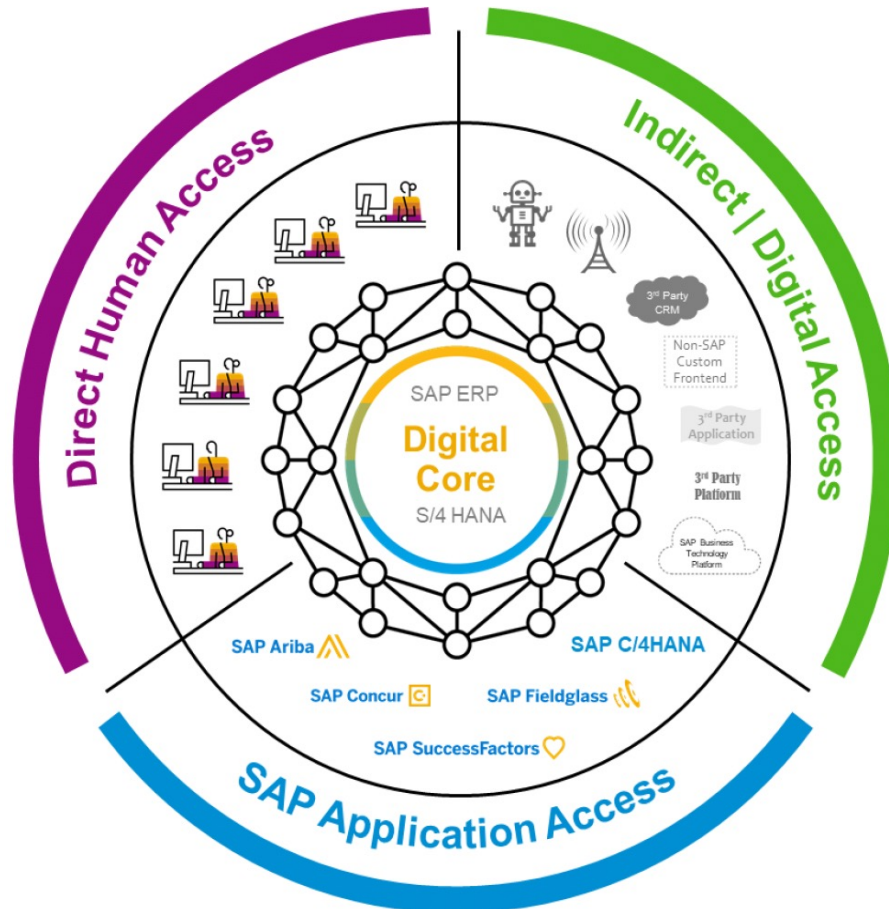 Direct Human Access
Indirect | Digital Access
3rd Party
CRM
Non-SAP
Custom
Frontend
3rd Party
Application
3rd Party
Platform
SAP Business
Technology
Platform
SAP ERP
Digital
Core
S/4 HANA
SAP Ariba
SAP C/4HANA
SAP Concur
SAP Fieldglass
SAP SuccessFactors
SAP Application Access